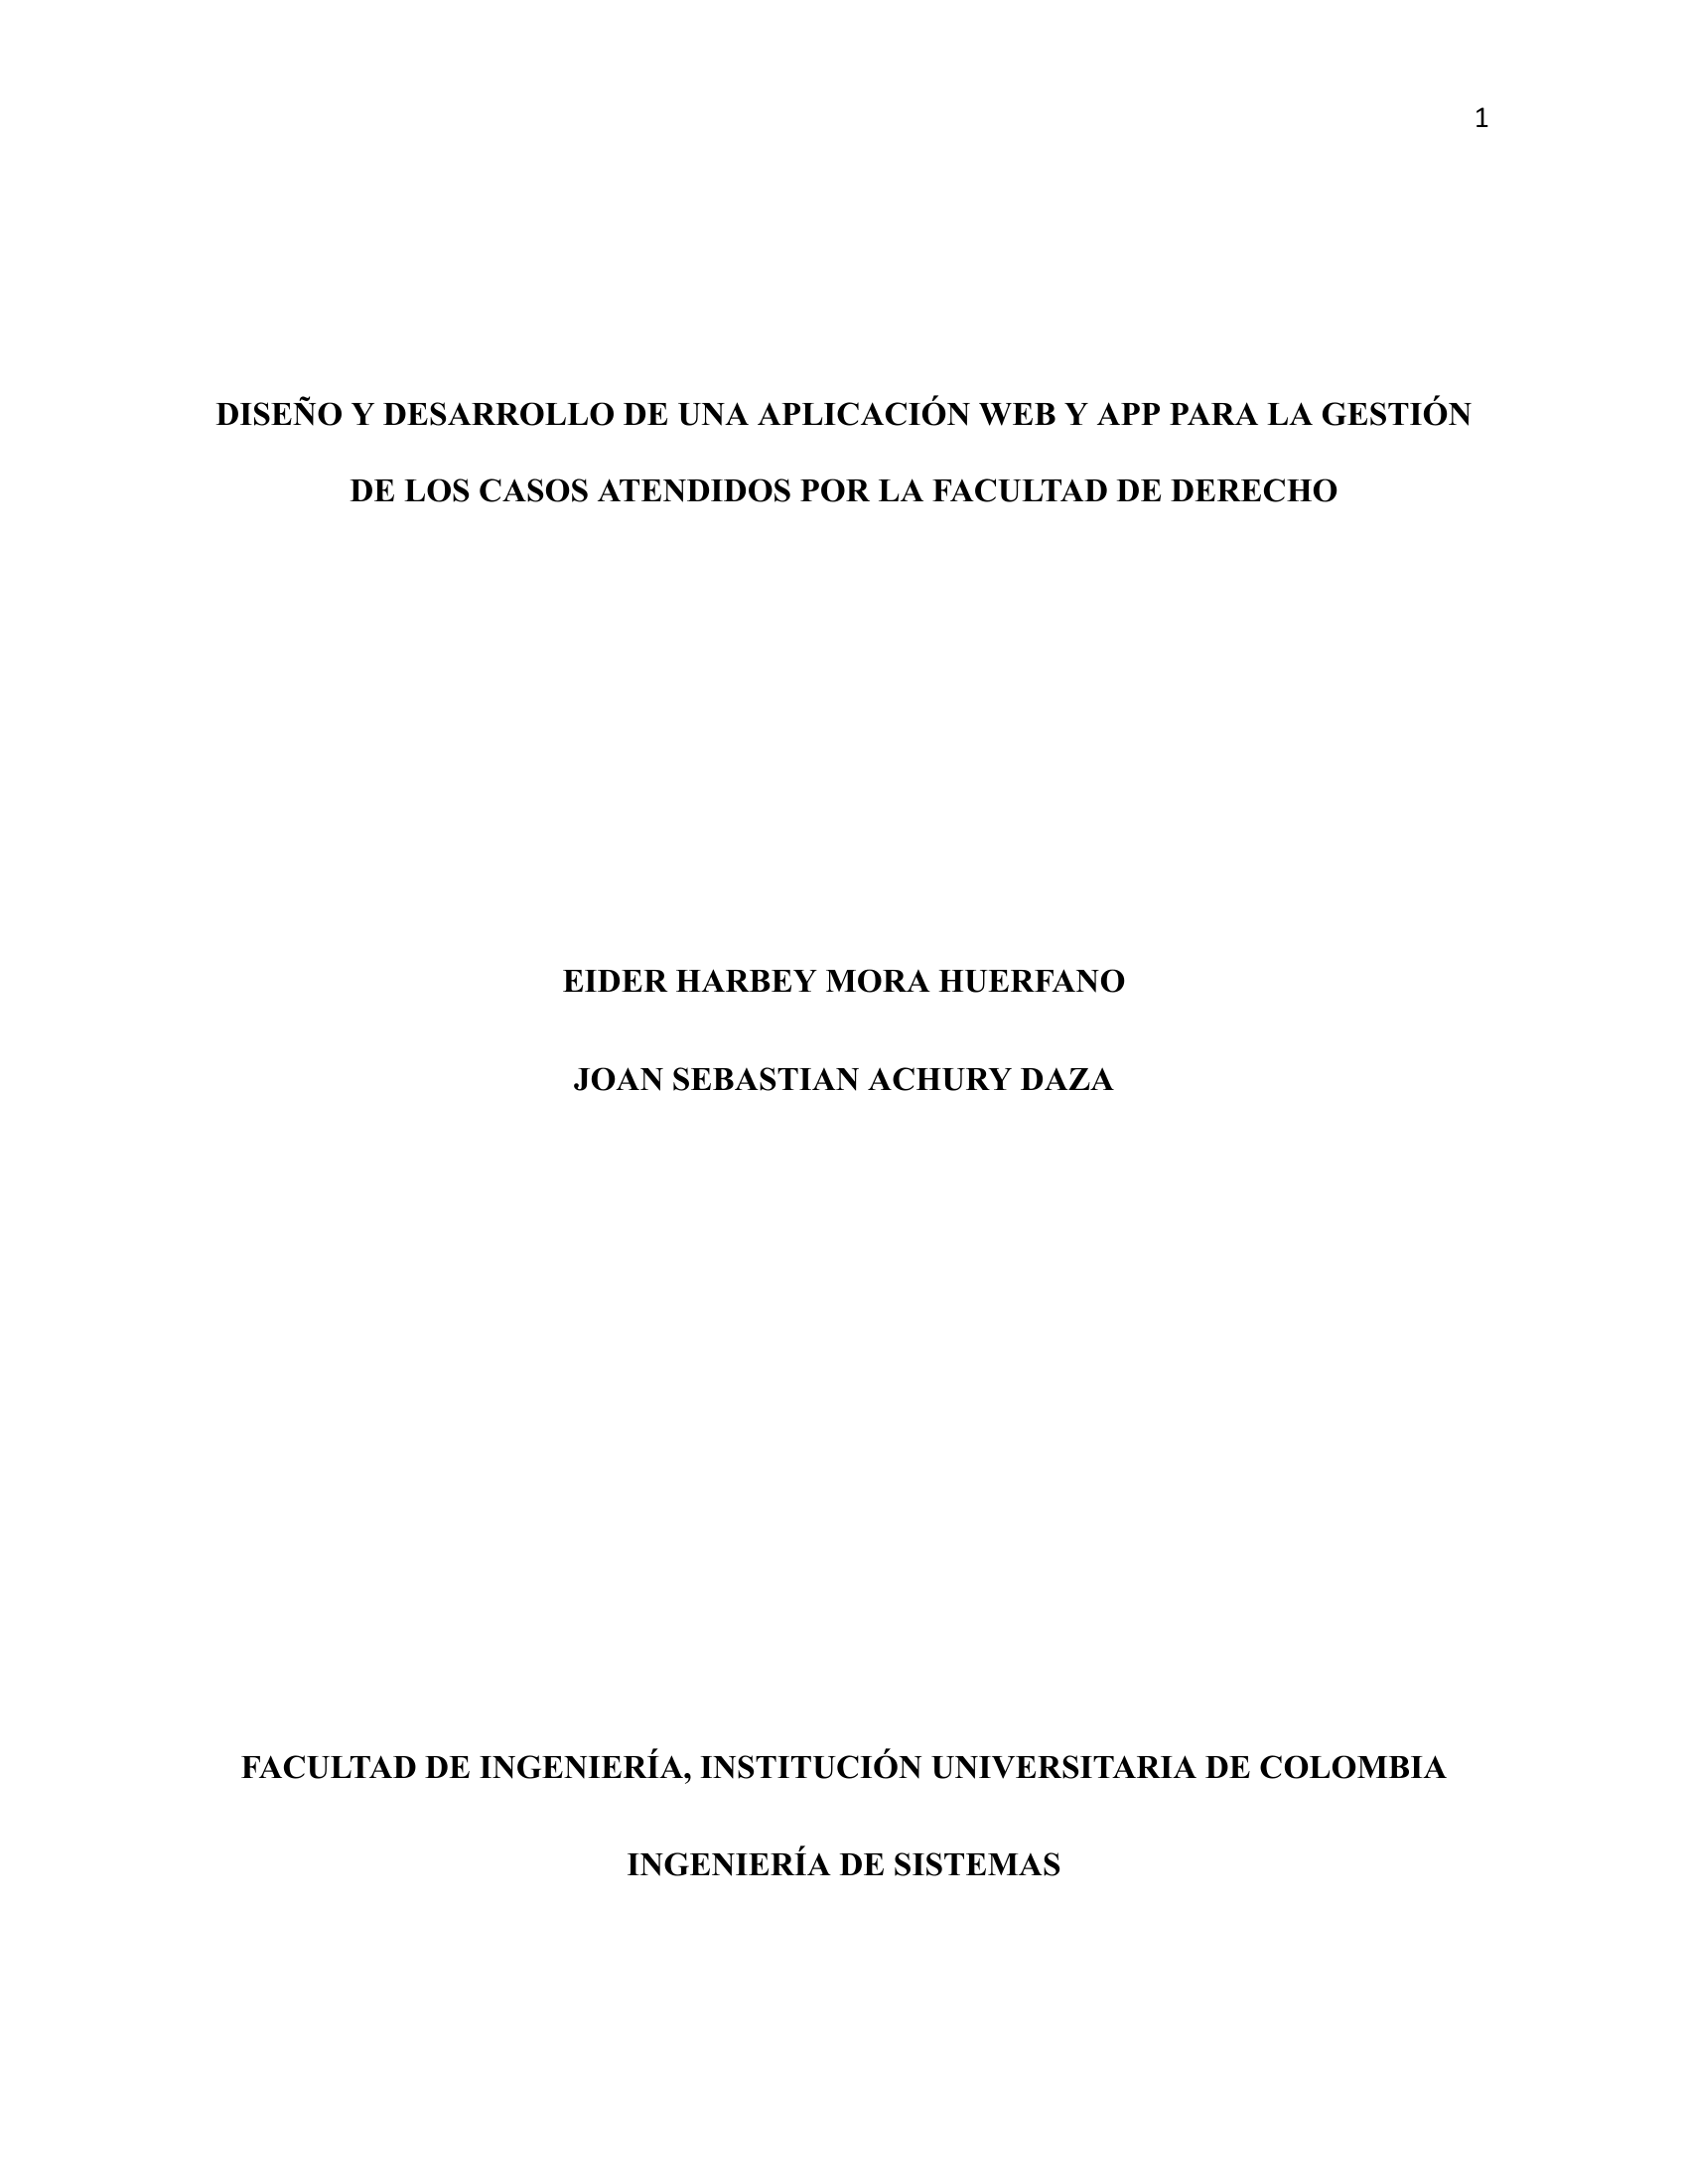 1
DISEÑO Y DESARROLLO DE UNA APLICACIÓN WEB Y APP PARA LA GESTIÓN
DE LOS CASOS ATENDIDOS POR LA FACULTAD DE DERECHO
EIDER HARBEY MORA HUERFANO
JOAN SEBASTIAN ACHURY DAZA
FACULTAD DE INGENIERÍA, INSTITUCIÓN UNIVERSITARIA DE COLOMBIA
INGENIERÍA DE SISTEMAS